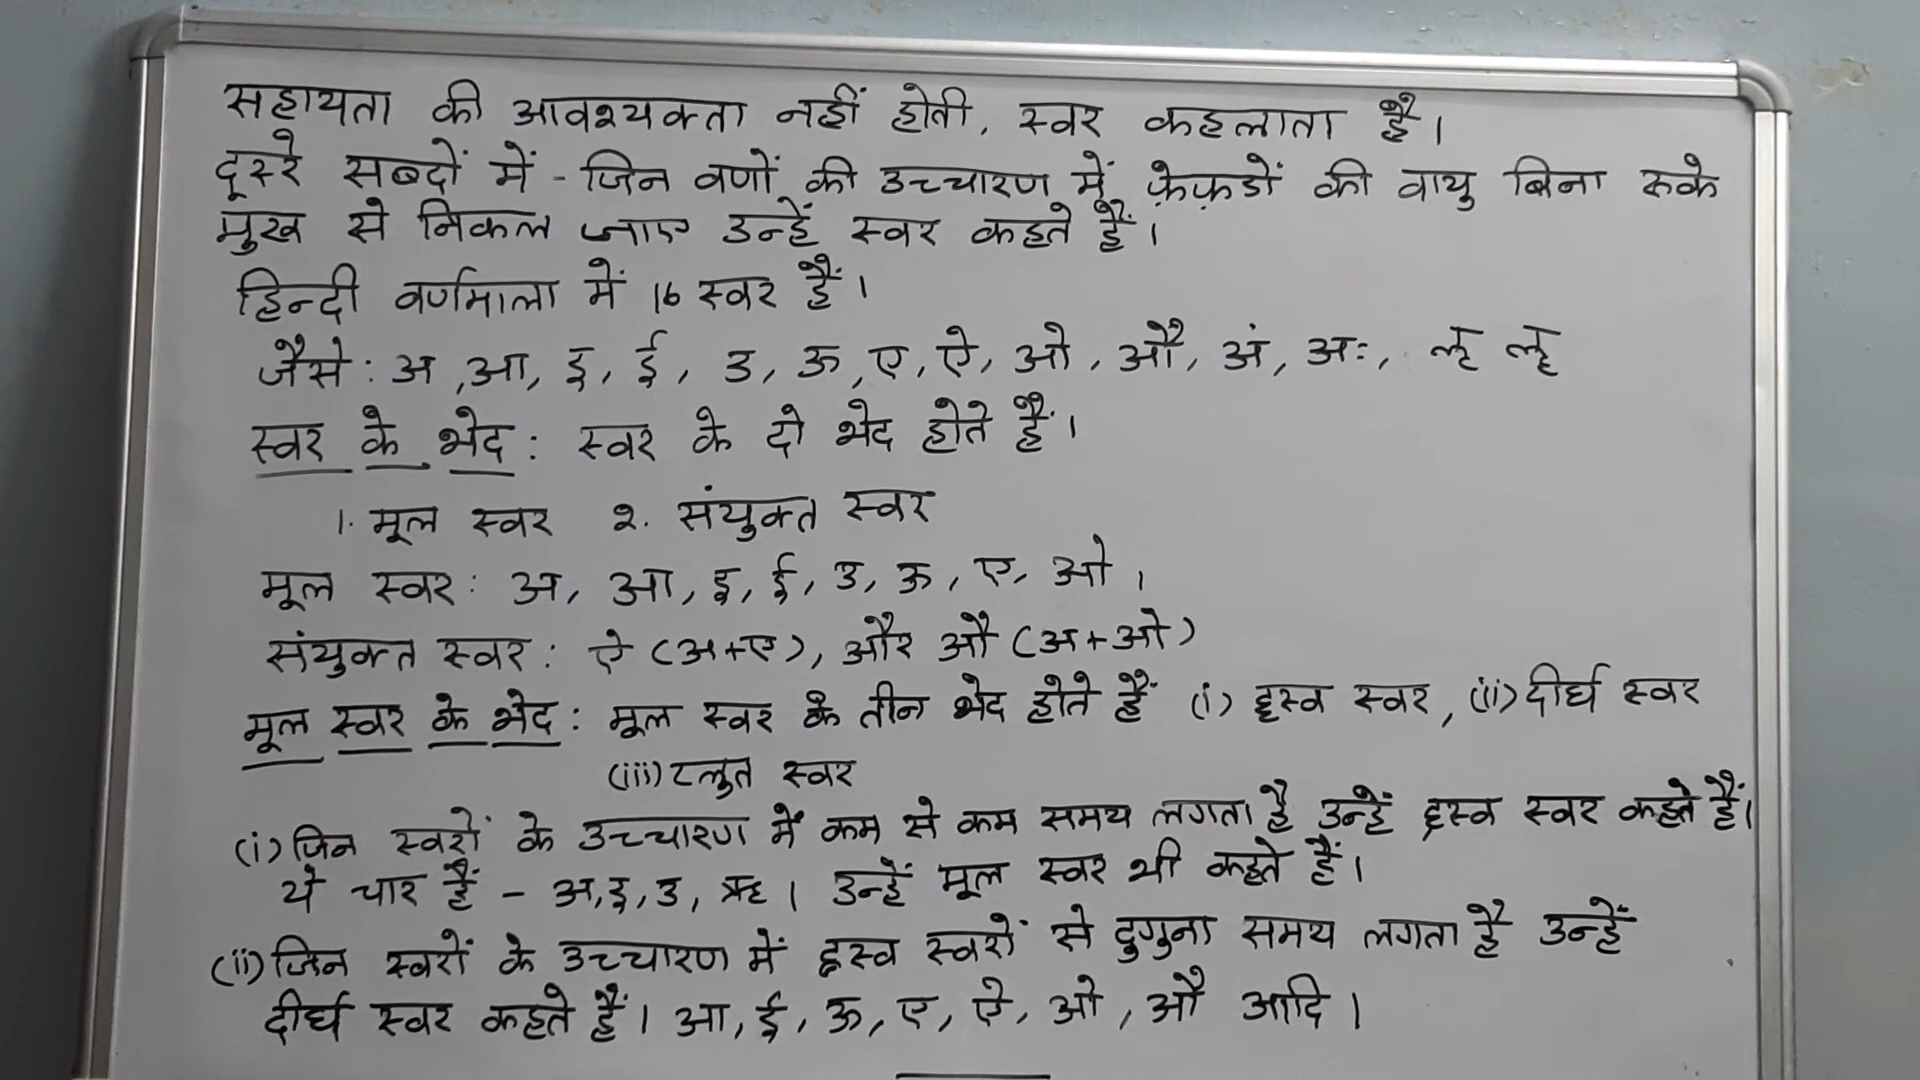 सहायता की आवश्यकता नहीं होती, स्वर कहलाता है।
दूसरे सब्दों में - जिन वर्णों की उच्चारण में फ़ेफ़डों की वायु बिना रूके
मुख से निकल जाए उन्हें स्वर कहते हैं।
हिन्दी वर्णमाला में 16 स्वर हैं।
जैसे: अ, आ, इ, ई, उ, ऊ, ए, ऐ, ओ, औ, अं, अः, ऌ ऌ
स्वर के भेद: स्वर के दो भेद होते हैं।
1. मूल स्वर २. संयुक्त स्वर
मूल स्वर: अ, आ, इ, ई, उ, ऊ, ए, ओ।
संयुक्त स्वर: ऐ (अ+ए), और औ (अ+ओ)
मूल स्वर के भेद: मूल स्वर के तीन भेद होते हैं (i) ह्रस्व स्वर, (ii) दीर्घ स्वर
(iii) प्लुत स्वर
(i) जिन स्वरों के उच्चारण में कम से कम समय लगता है उन्हें ह्रस्व स्वर कहते हैं।
ये चार हैं - अ, इ, उ, ऋ। उन्हें मूल स्वर भी कहते हैं।
(ii) जिन स्वरों के उच्चारण में ह्रस्व स्वरों से दुगुना समय लगता है उन्हें
दीर्घ स्वर कहते हैं। आ, ई, ऊ, ए, ऐ, ओ, औ आदि।